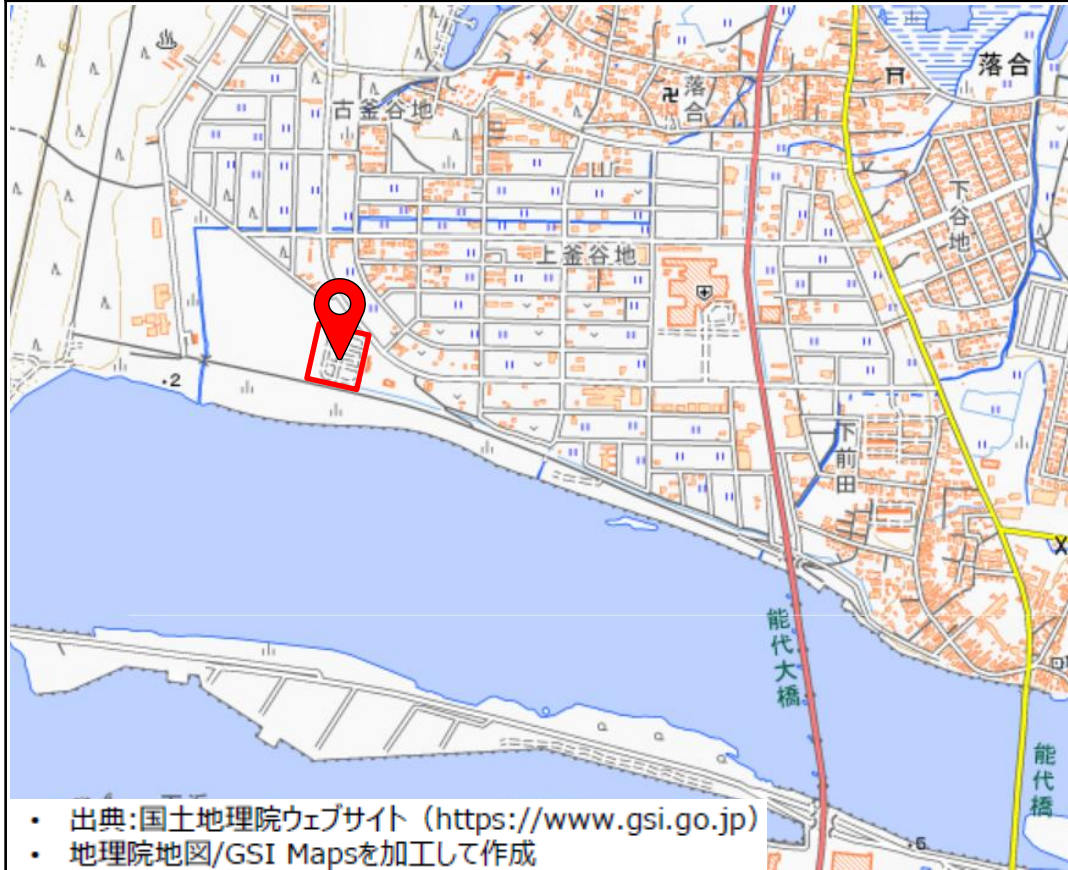 落合
古釜谷地
落合
下谷地
上釜谷地
2
下前田
能代大橋
能代橋
5
• 出典:国土地理院ウェブサイト（https://www.gsi.go.jp）
• 地理院地図/GSI Mapsを加工して作成